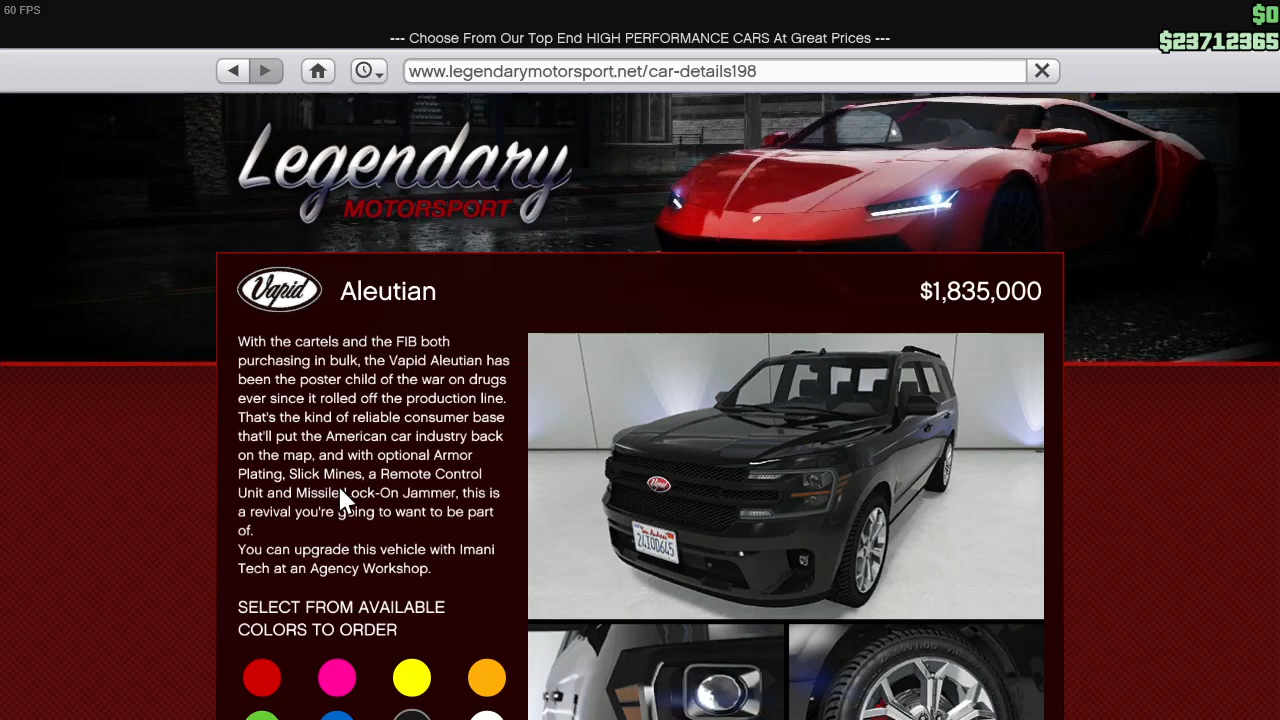 60 FPS
$0
--- Choose From Our Top End HIGH PERFORMANCE CARS At Great Prices ---
$23712365
www.legendarymotorsport.net/car-details198
Legendary
MOTORSPORT
Vapid
Aleutian
$1,835,000
With the cartels and the FIB both
purchasing in bulk, the Vapid Aleutian has
been the poster child of the war on drugs
ever since it rolled off the production line.
That's the kind of reliable consumer base
that'll put the American car industry back
on the map, and with optional Armor
Plating, Slick Mines, a Remote Control
Unit and Missile Lock-On Jammer, this is
a revival you're going to want to be part
of.
You can upgrade this vehicle with Imani
Tech at an Agency Workshop.
SELECT FROM AVAILABLE
COLORS TO ORDER
Vapid
San Andreas